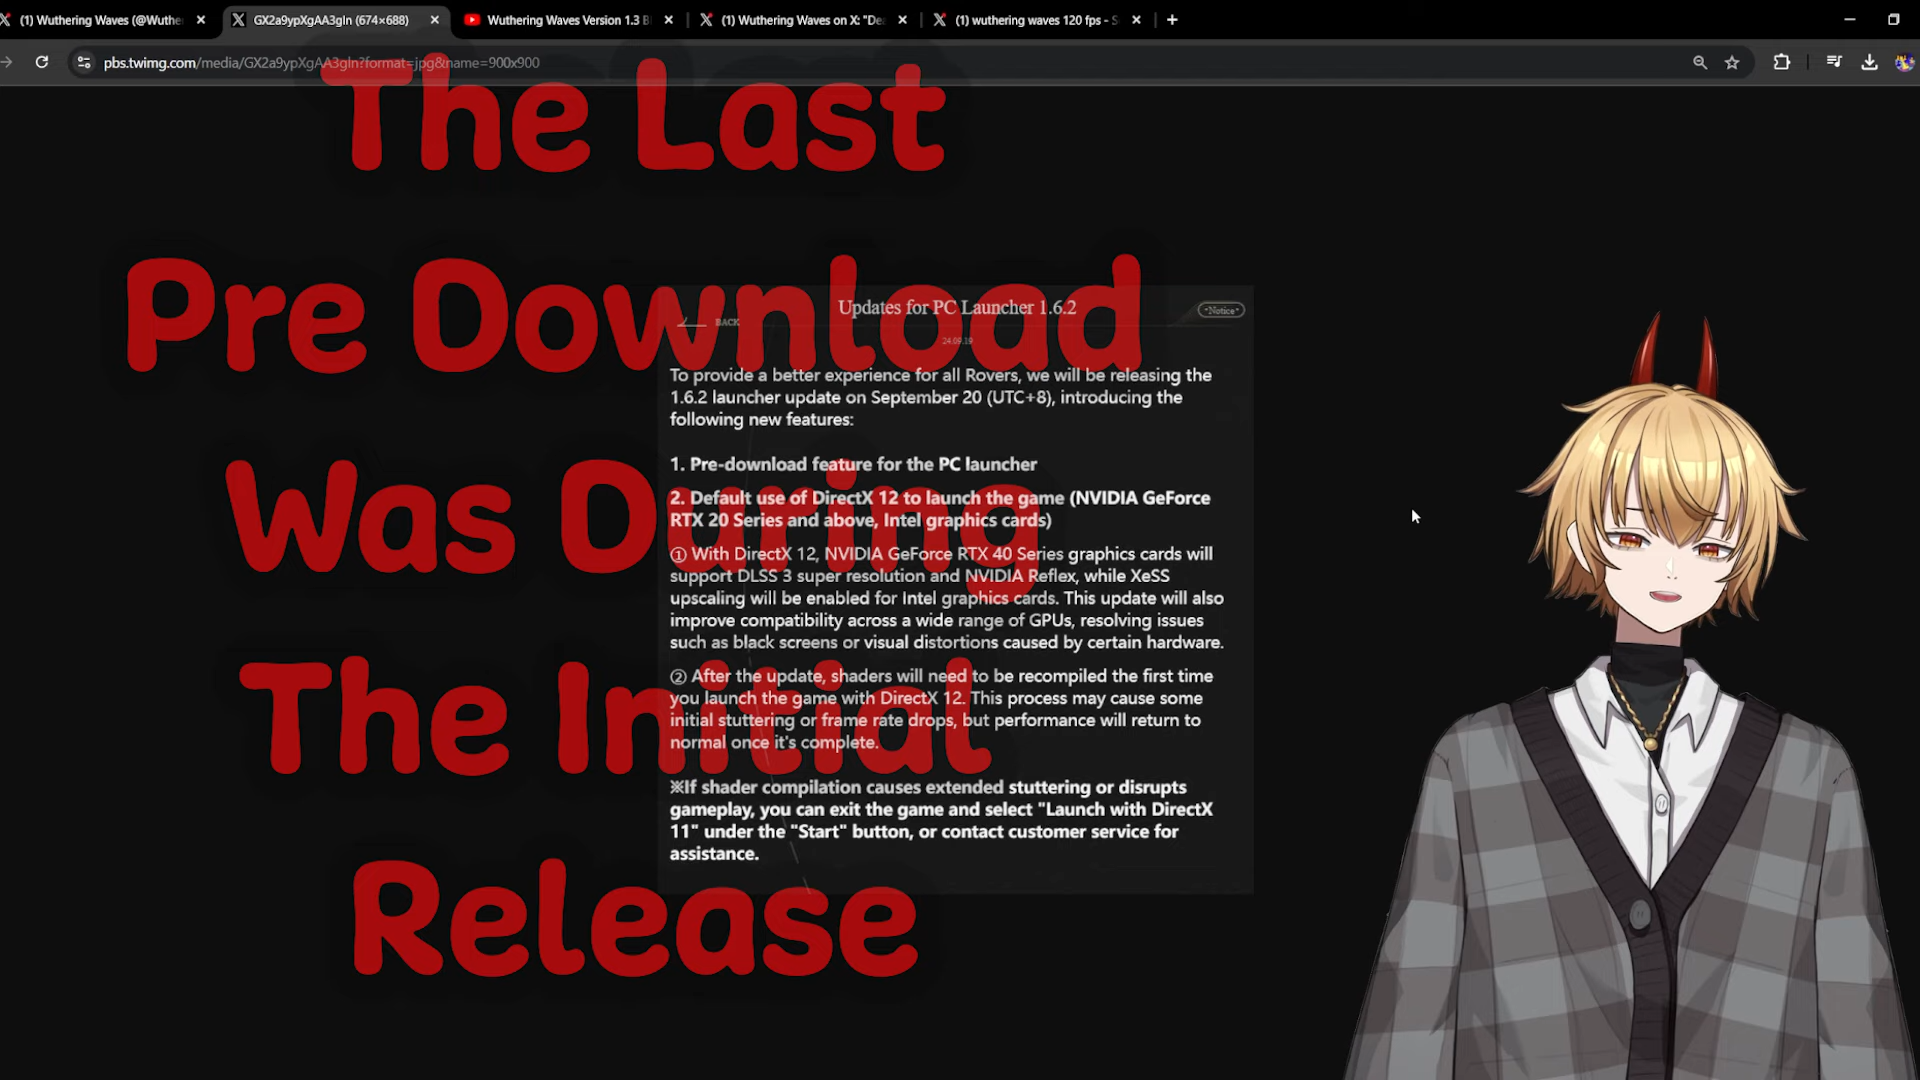 (1) Wuthering Waves (@Wuthe
GX2a9ypXgAA3gln (674×688)
Wuthering Waves Version 1.3 B
(1) Wuthering Waves on X: "De
(1) wuthering waves 120 fps - S
pbs.twimg.com/media/GX2a9ypXgAA3gln?format=jpg&name=900x900
The Last
Pre Download
Was During
The Initial
Release
Updates for PC Launcher 1.6.2
BACK
*Notice*
24.09.19
To provide a better experience for all Rovers, we will be releasing the
1.6.2 launcher update on September 20 (UTC+8), introducing the
following new features:
1. Pre-download feature for the PC launcher
2. Default use of DirectX 12 to launch the game (NVIDIA GeForce
RTX 20 Series and above, Intel graphics cards)
① With DirectX 12, NVIDIA GeForce RTX 40 Series graphics cards will
support DLSS 3 super resolution and NVIDIA Reflex, while XeSS
upscaling will be enabled for Intel graphics cards. This update will also
improve compatibility across a wide range of GPUs, resolving issues
such as black screens or visual distortions caused by certain hardware.
② After the update, shaders will need to be recompiled the first time
you launch the game with DirectX 12. This process may cause some
initial stuttering or frame rate drops, but performance will return to
normal once it's complete.
※If shader compilation causes extended stuttering or disrupts
gameplay, you can exit the game and select "Launch with DirectX
11" under the "Start" button, or contact customer service for
assistance.